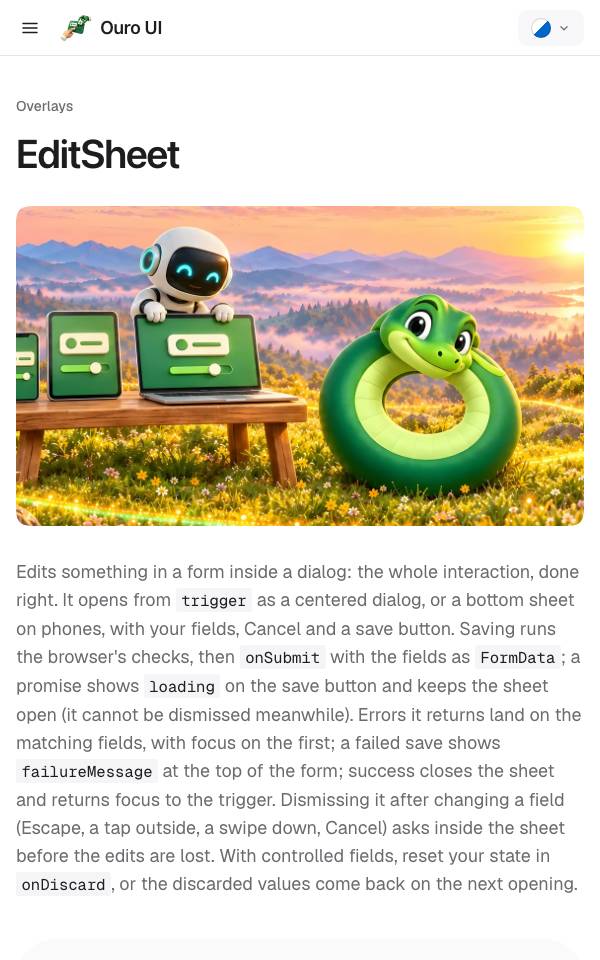 Ouro UI
Overlays
EditSheet
Edits something in a form inside a dialog: the whole interaction, done
right. It opens from trigger as a centered dialog, or a bottom sheet
on phones, with your fields, Cancel and a save button. Saving runs
the browser's checks, then onSubmit with the fields as FormData; a
promise shows loading on the save button and keeps the sheet
open (it cannot be dismissed meanwhile). Errors it returns land on the
matching fields, with focus on the first; a failed save shows
failureMessage at the top of the form; success closes the sheet
and returns focus to the trigger. Dismissing it after changing a field
(Escape, a tap outside, a swipe down, Cancel) asks inside the sheet
before the edits are lost. With controlled fields, reset your state in
onDiscard, or the discarded values come back on the next opening.